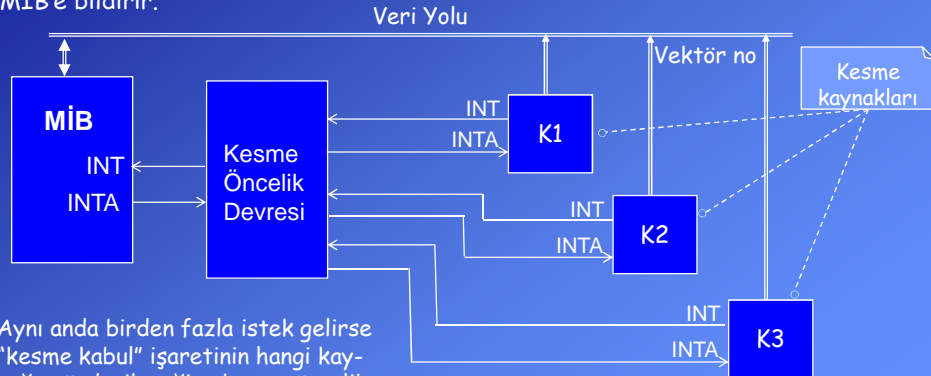 MİB'e bildirir.
Veri Yolu
Vektör no
Kesme
kaynakları
MİB
INT
INTA
Kesme
Öncelik
Devresi
INT
INTA
K1
INT
INTA
K2
INT
INTA
K3
Aynı anda birden fazla istek gelirse
"kesme kabul" işaretinin hangi kay-